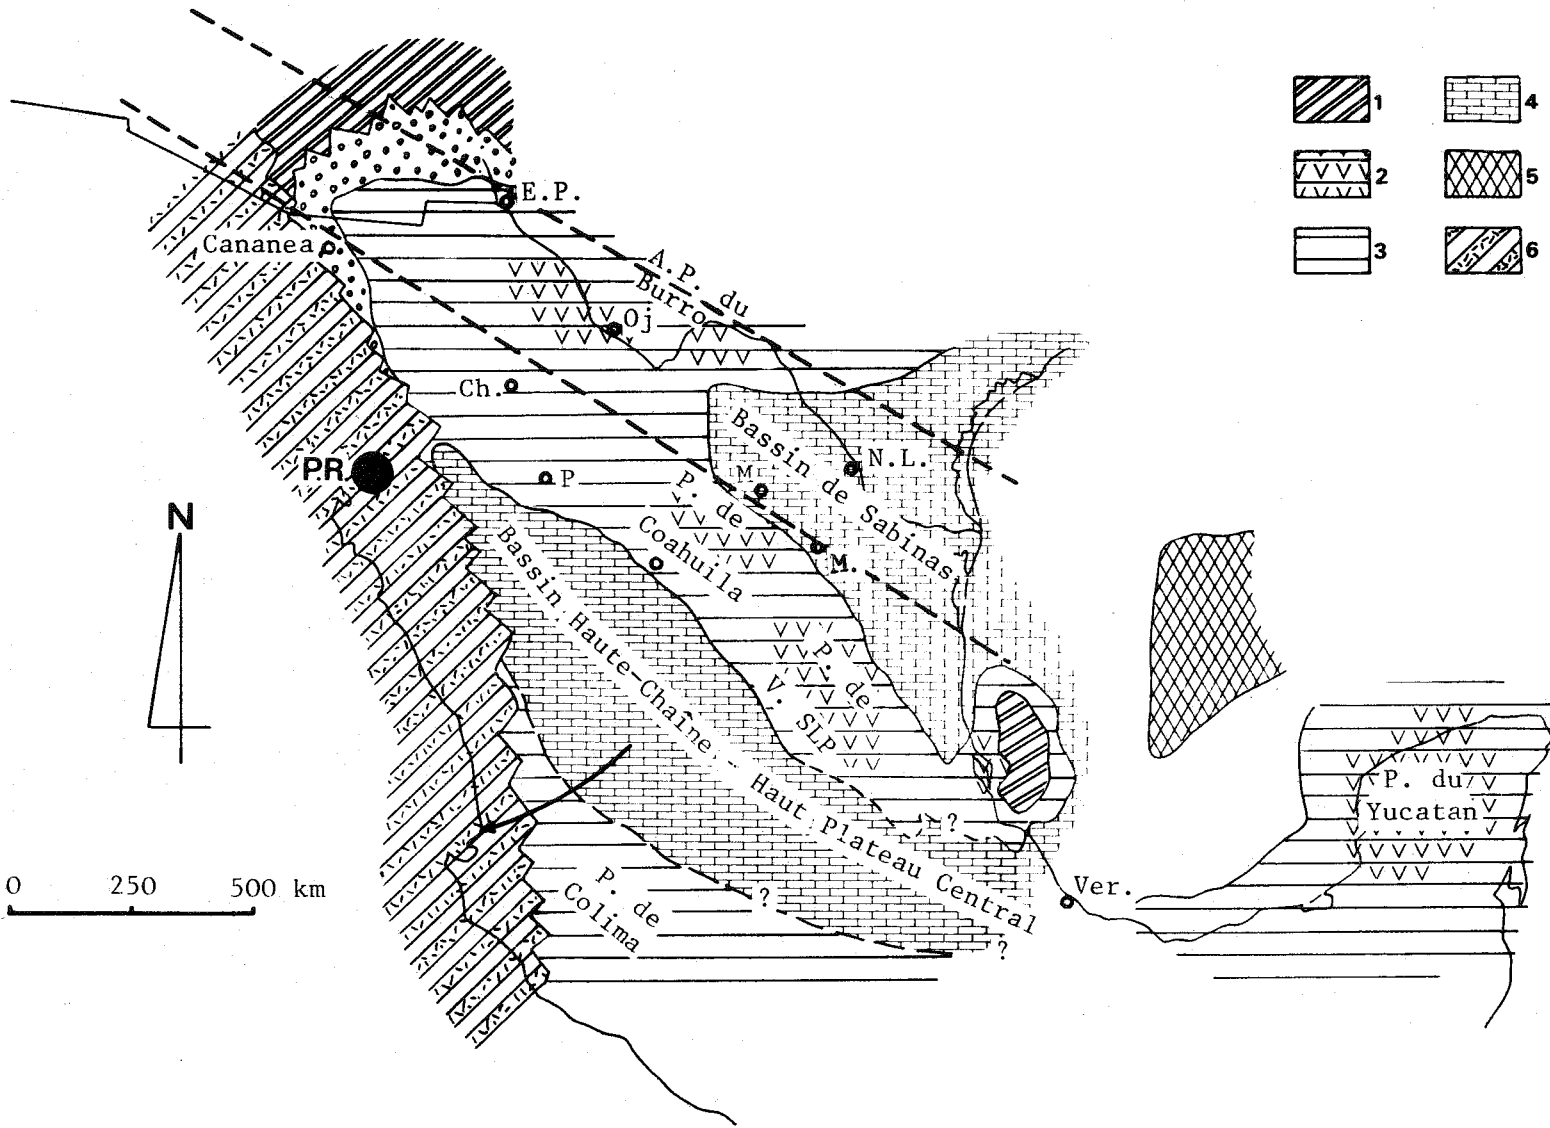 1
4
2
5
3
6
E.P.
Cananea
A.P. du
Burro
Oj
Ch.
P.R.
P
M.
N.L.
Bassin de Sabinas
P. de
Coahuila
M.
N
Bassin Haute-Chaîne - Haut Plateau Central
P. de
V. SLP
?
P. du
Yucatan
0 250 500 km
P. de
Colima
?
Ver.
?